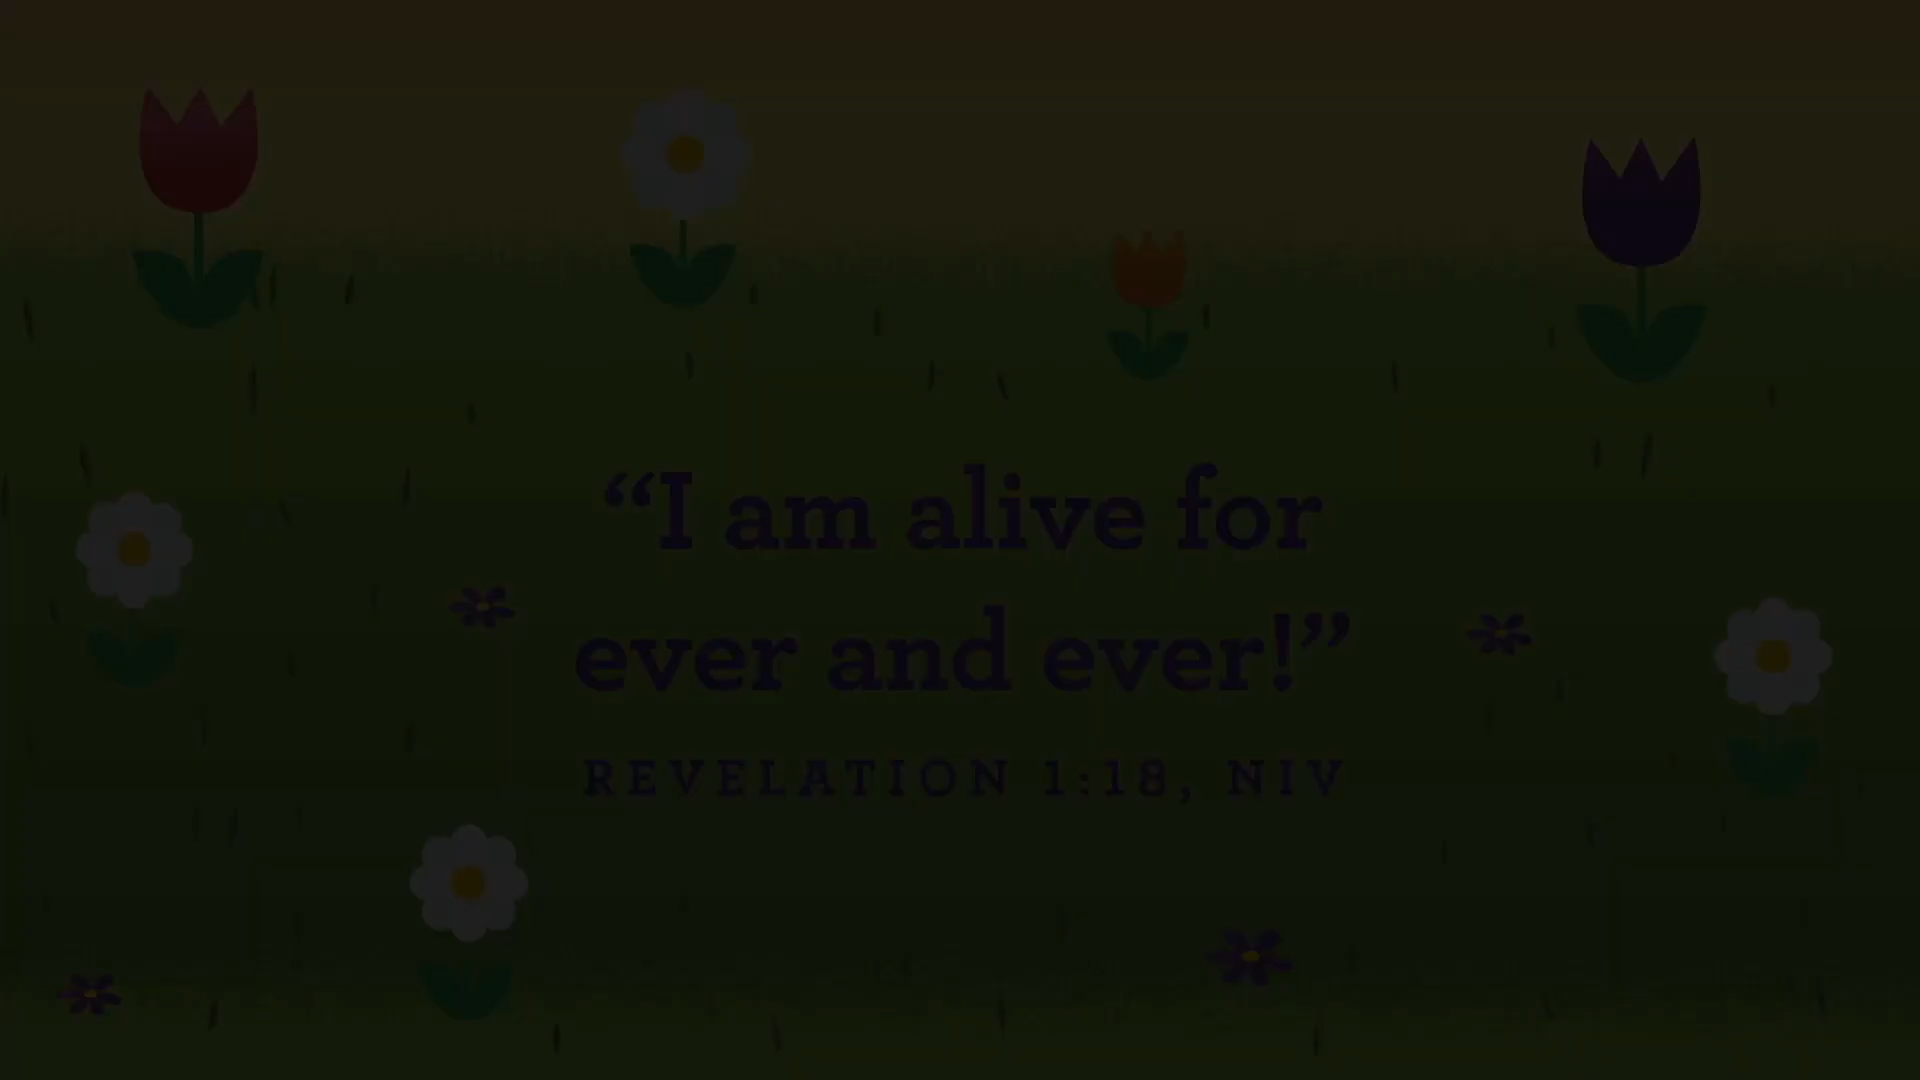 “I am alive for
ever and ever!”
REVELATION 1:18, NIV